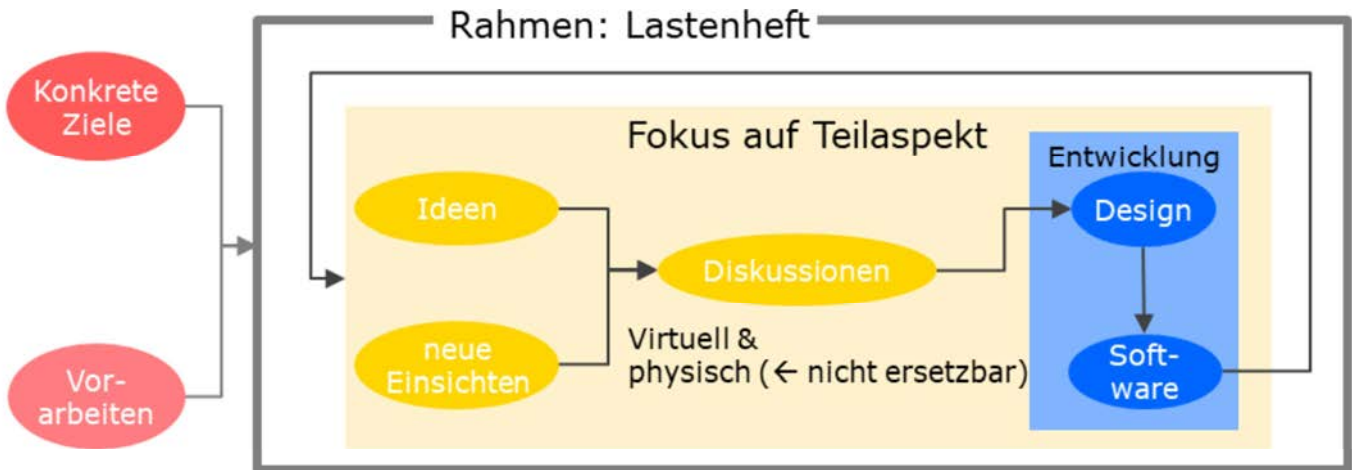 Rahmen: Lastenheft
Konkrete
Ziele
Vor-
arbeiten
Fokus auf Teilaspekt
Ideen
neue
Einsichten
Diskussionen
Virtuell &
physisch (← nicht ersetzbar)
Entwicklung
Design
Soft-
ware